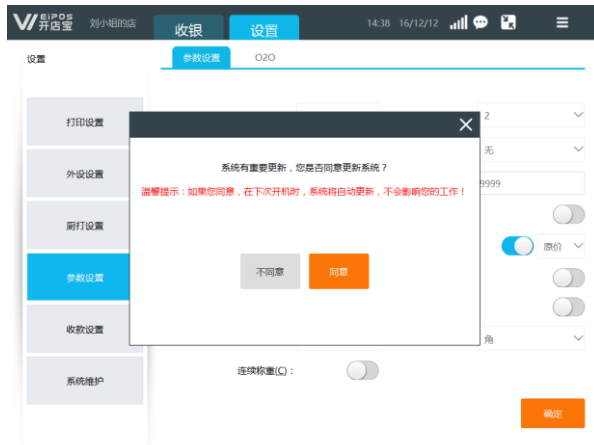 EiPOS
开店宝
刘小姐的店
收银
设置
14:38 16/12/12
设置
参数设置
O2O
打印设置
2
无
外设设置
系统有重要更新，您是否同意更新系统？
温馨提示：如果您同意，在下次开机时，系统将自动更新，不会影响您的工作！
9999
厨打设置
原价
参数设置
不同意
同意
收款设置
角
系统维护
连续称重(C)：
确定